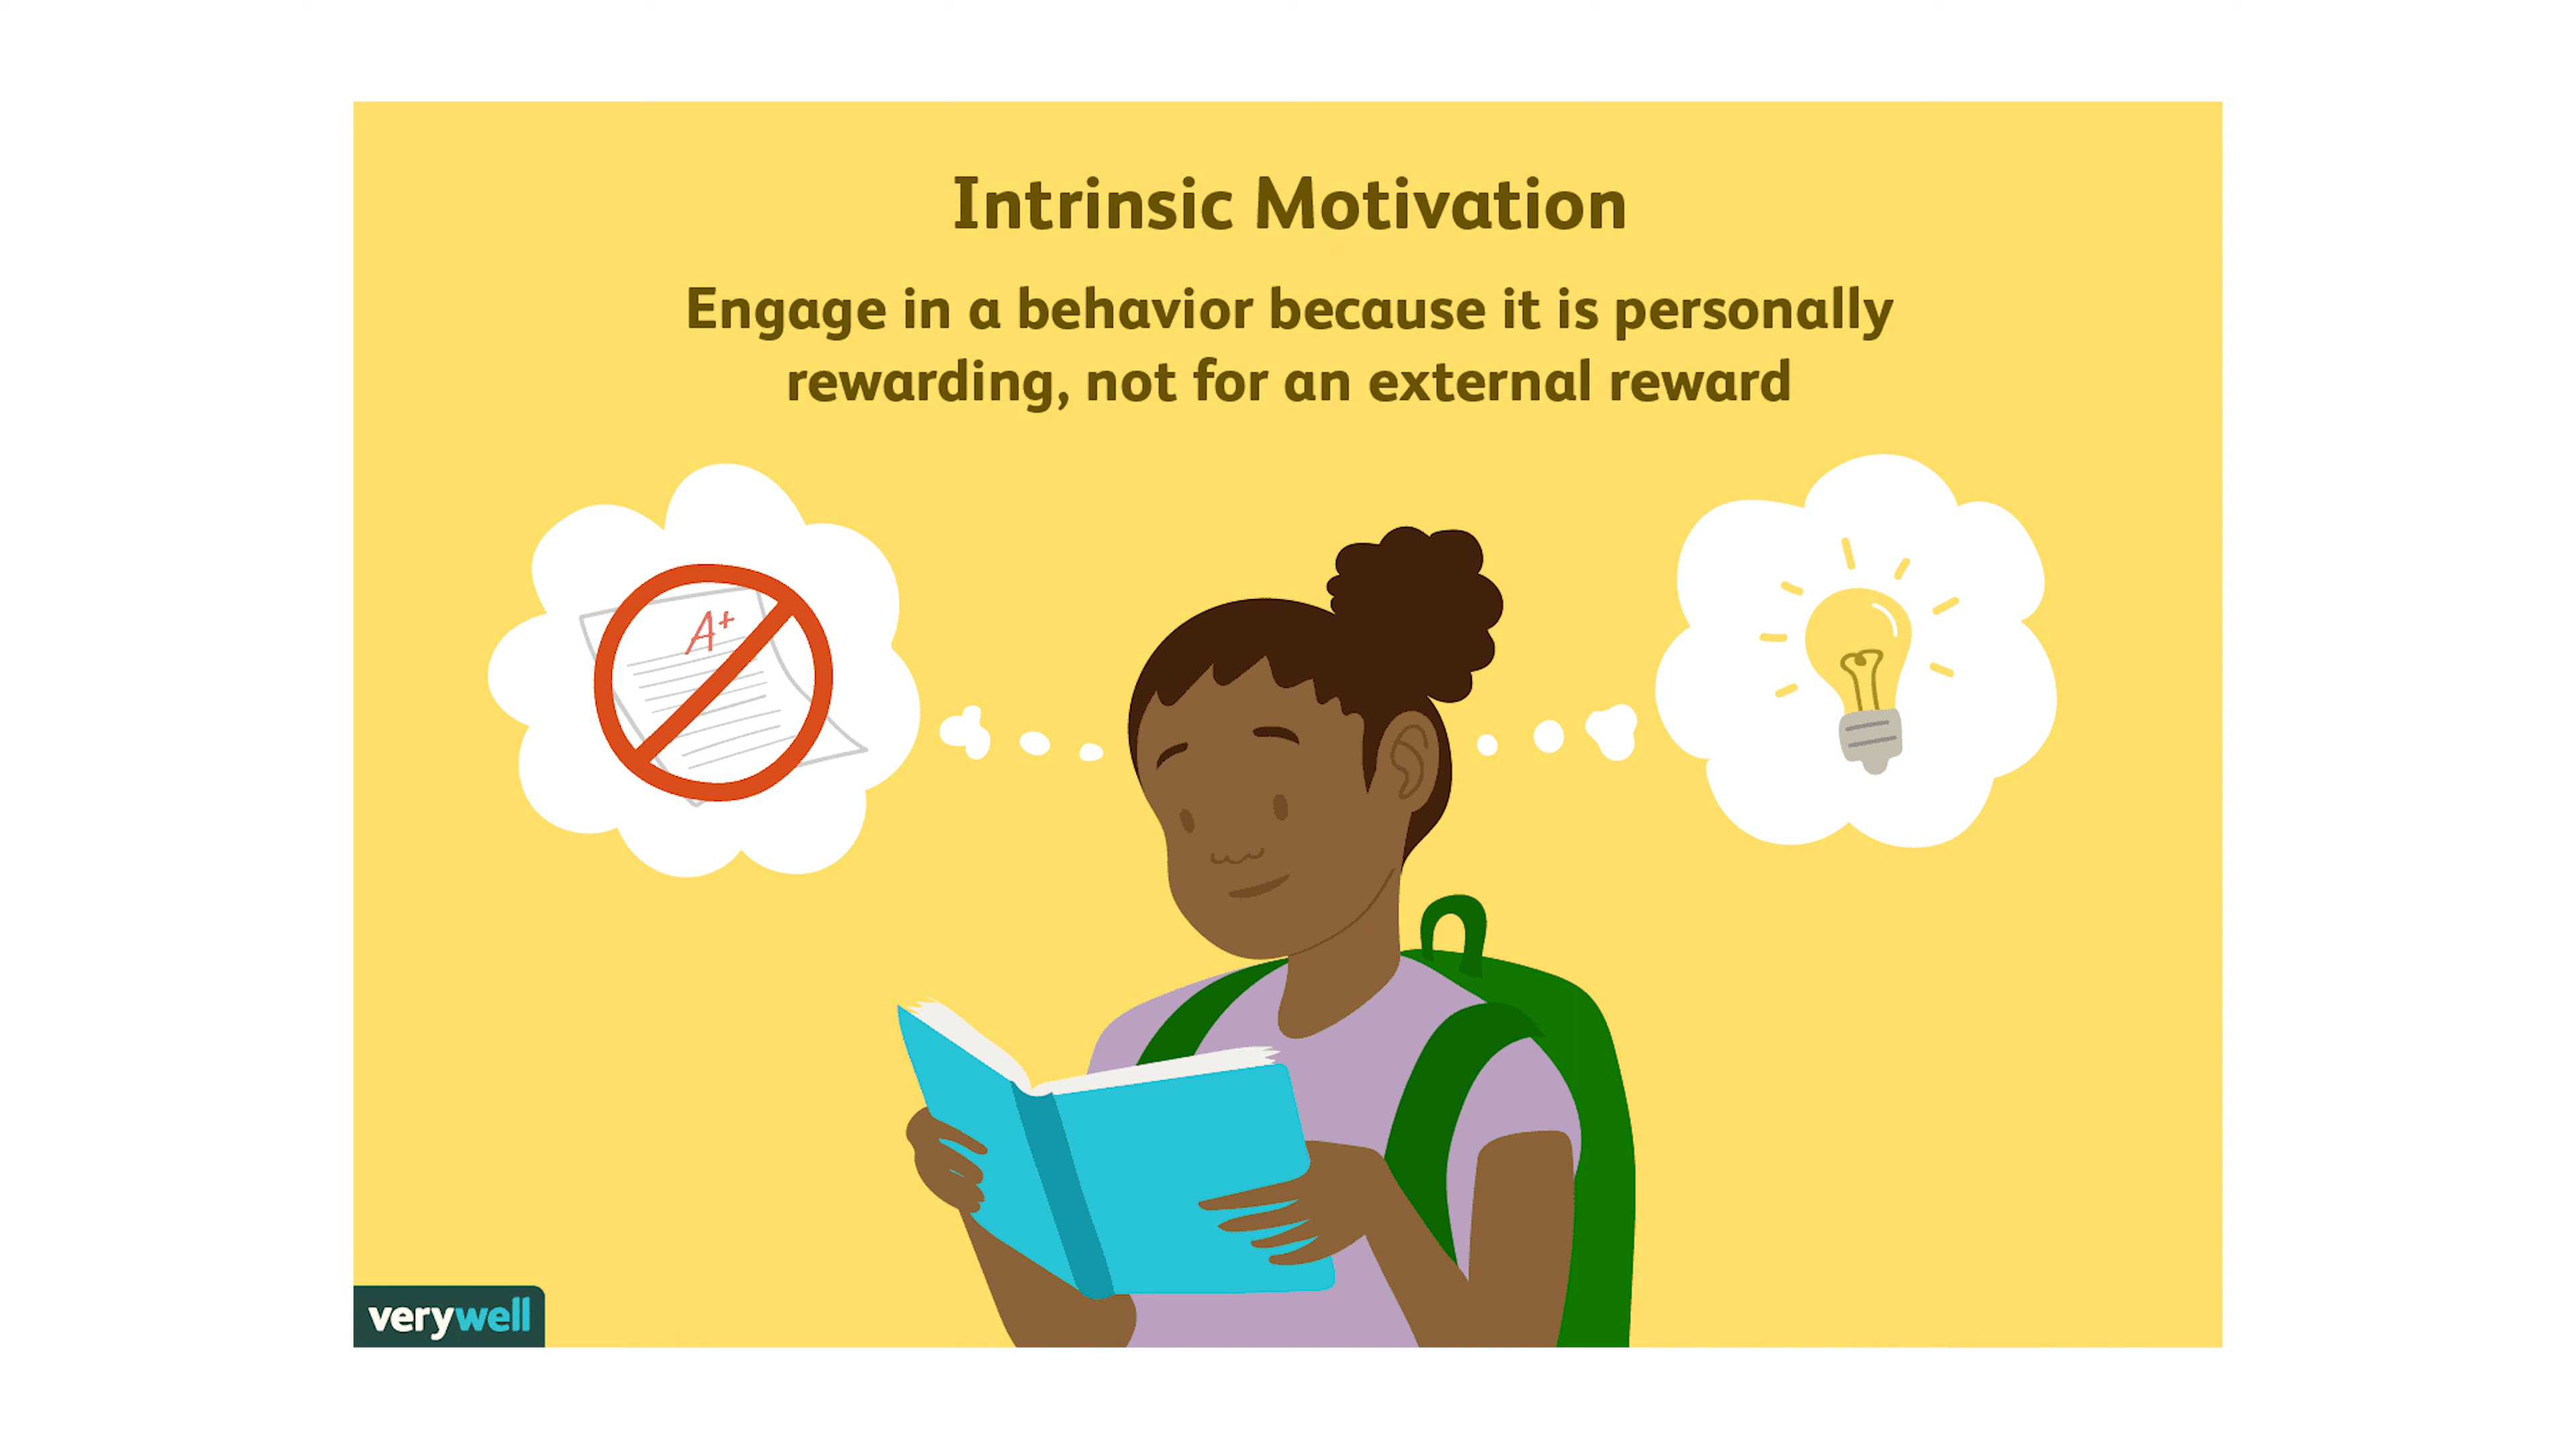 Intrinsic Motivation
Engage in a behavior because it is personally
rewarding, not for an external reward
A+
verywell